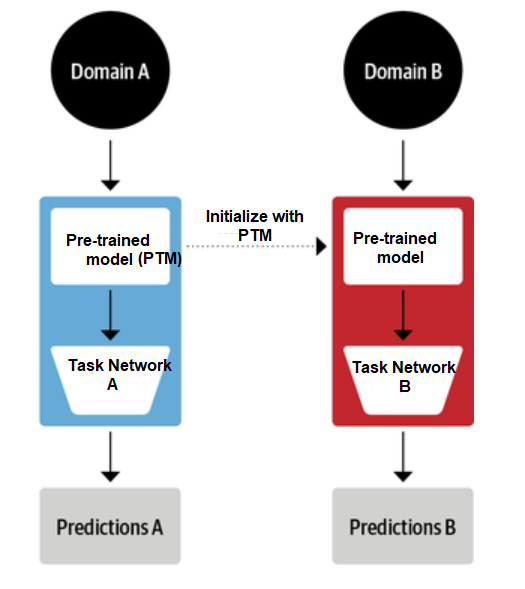 Domain A
Domain B
Initialize with
PTM
Pre-trained
model (PTM)
Pre-trained
model
Task Network
A
Task Network
B
Predictions A
Predictions B